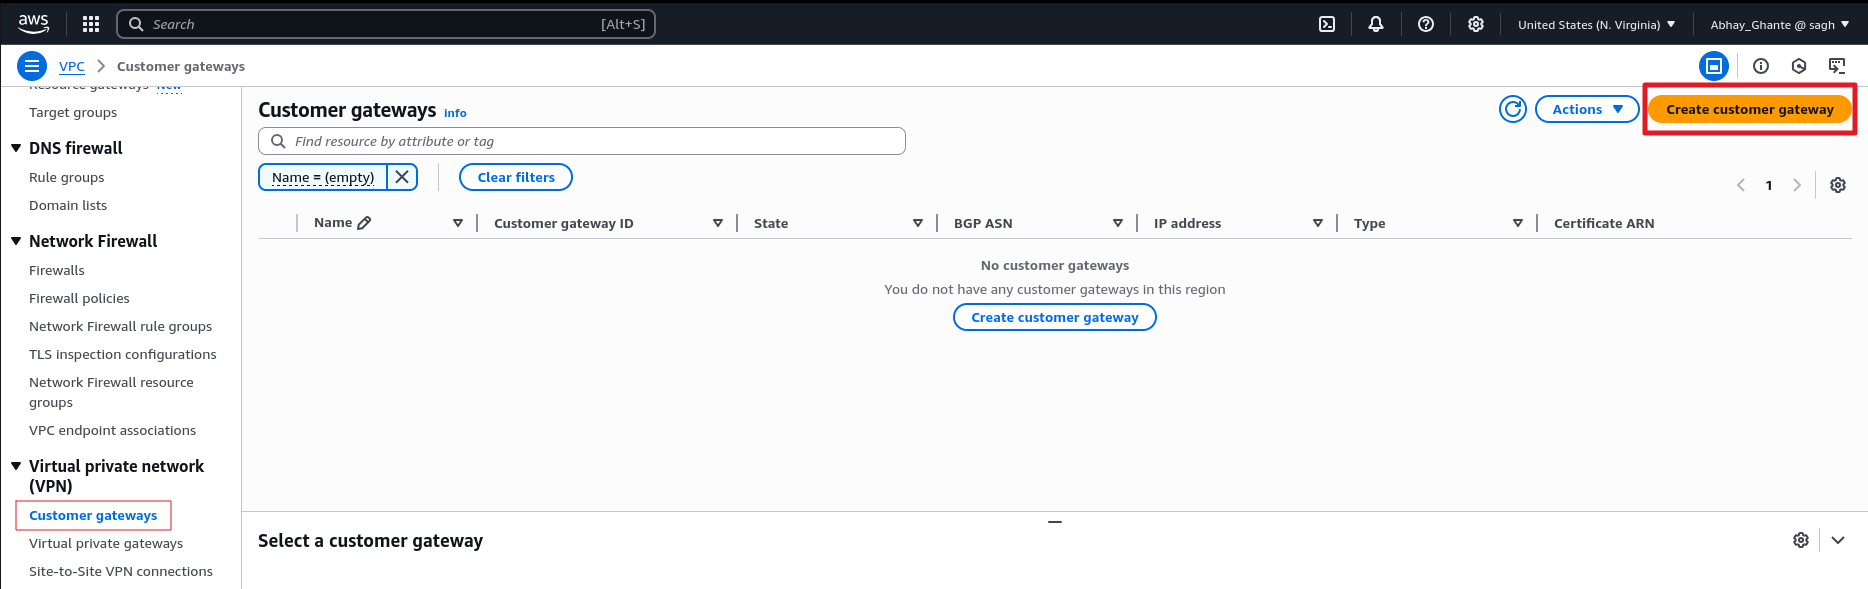 aws
Search
[Alt+S]
United States (N. Virginia)
Abhay_Ghante @ sagh
VPC
Customer gateways
Resource gateways New
Target groups
DNS firewall
Rule groups
Domain lists
Network Firewall
Firewalls
Firewall policies
Network Firewall rule groups
TLS inspection configurations
Network Firewall resource
groups
VPC endpoint associations
Virtual private network
(VPN)
Customer gateways
Virtual private gateways
Site-to-Site VPN connections
Customer gateways Info
Actions
Create customer gateway
Find resource by attribute or tag
Name = (empty)
Clear filters
1
Name
Customer gateway ID
State
BGP ASN
IP address
Type
Certificate ARN
No customer gateways
You do not have any customer gateways in this region
Create customer gateway
Select a customer gateway